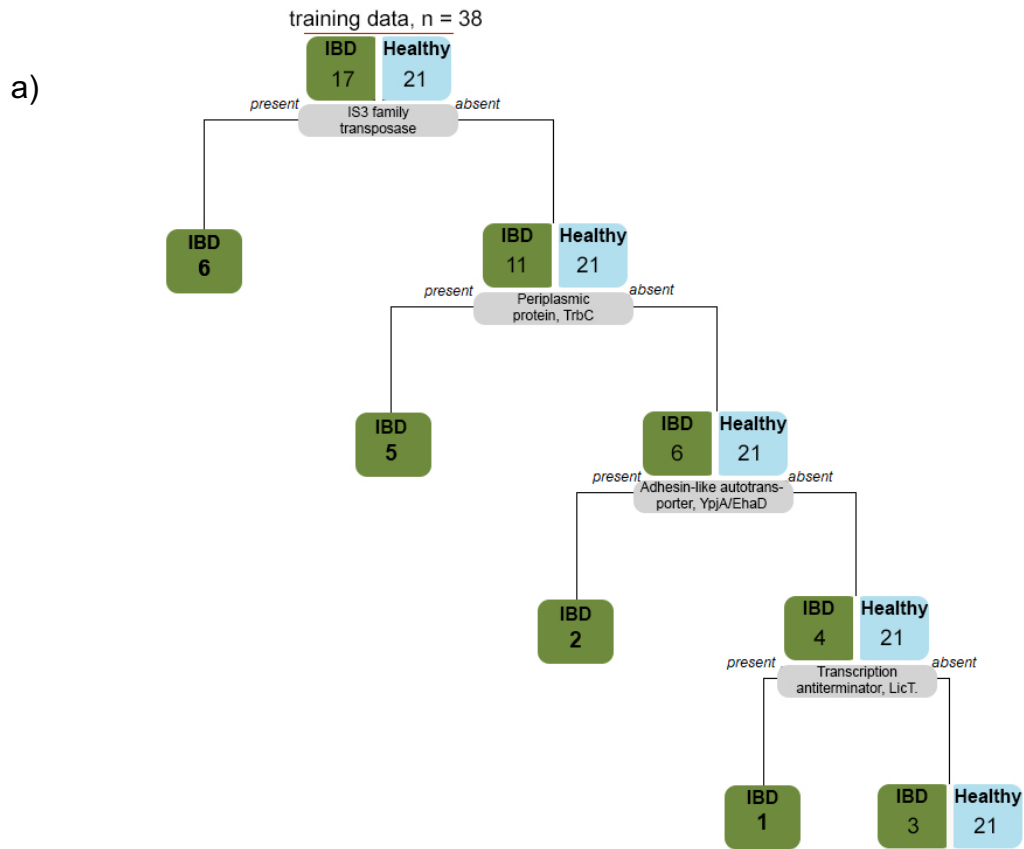 training data, n = 38
IBD Healthy
17 21
a)
present absent
IS3 family
transposase
IBD Healthy
11 21
IBD
6
present absent
Periplasmic
protein, TrbC
IBD Healthy
6 21
IBD
5
present absent
Adhesin-like autotrans-
porter, YpjA/EhaD
IBD Healthy
4 21
IBD
2
present absent
Transcription
antiterminator, LicT.
IBD
1
IBD Healthy
3 21